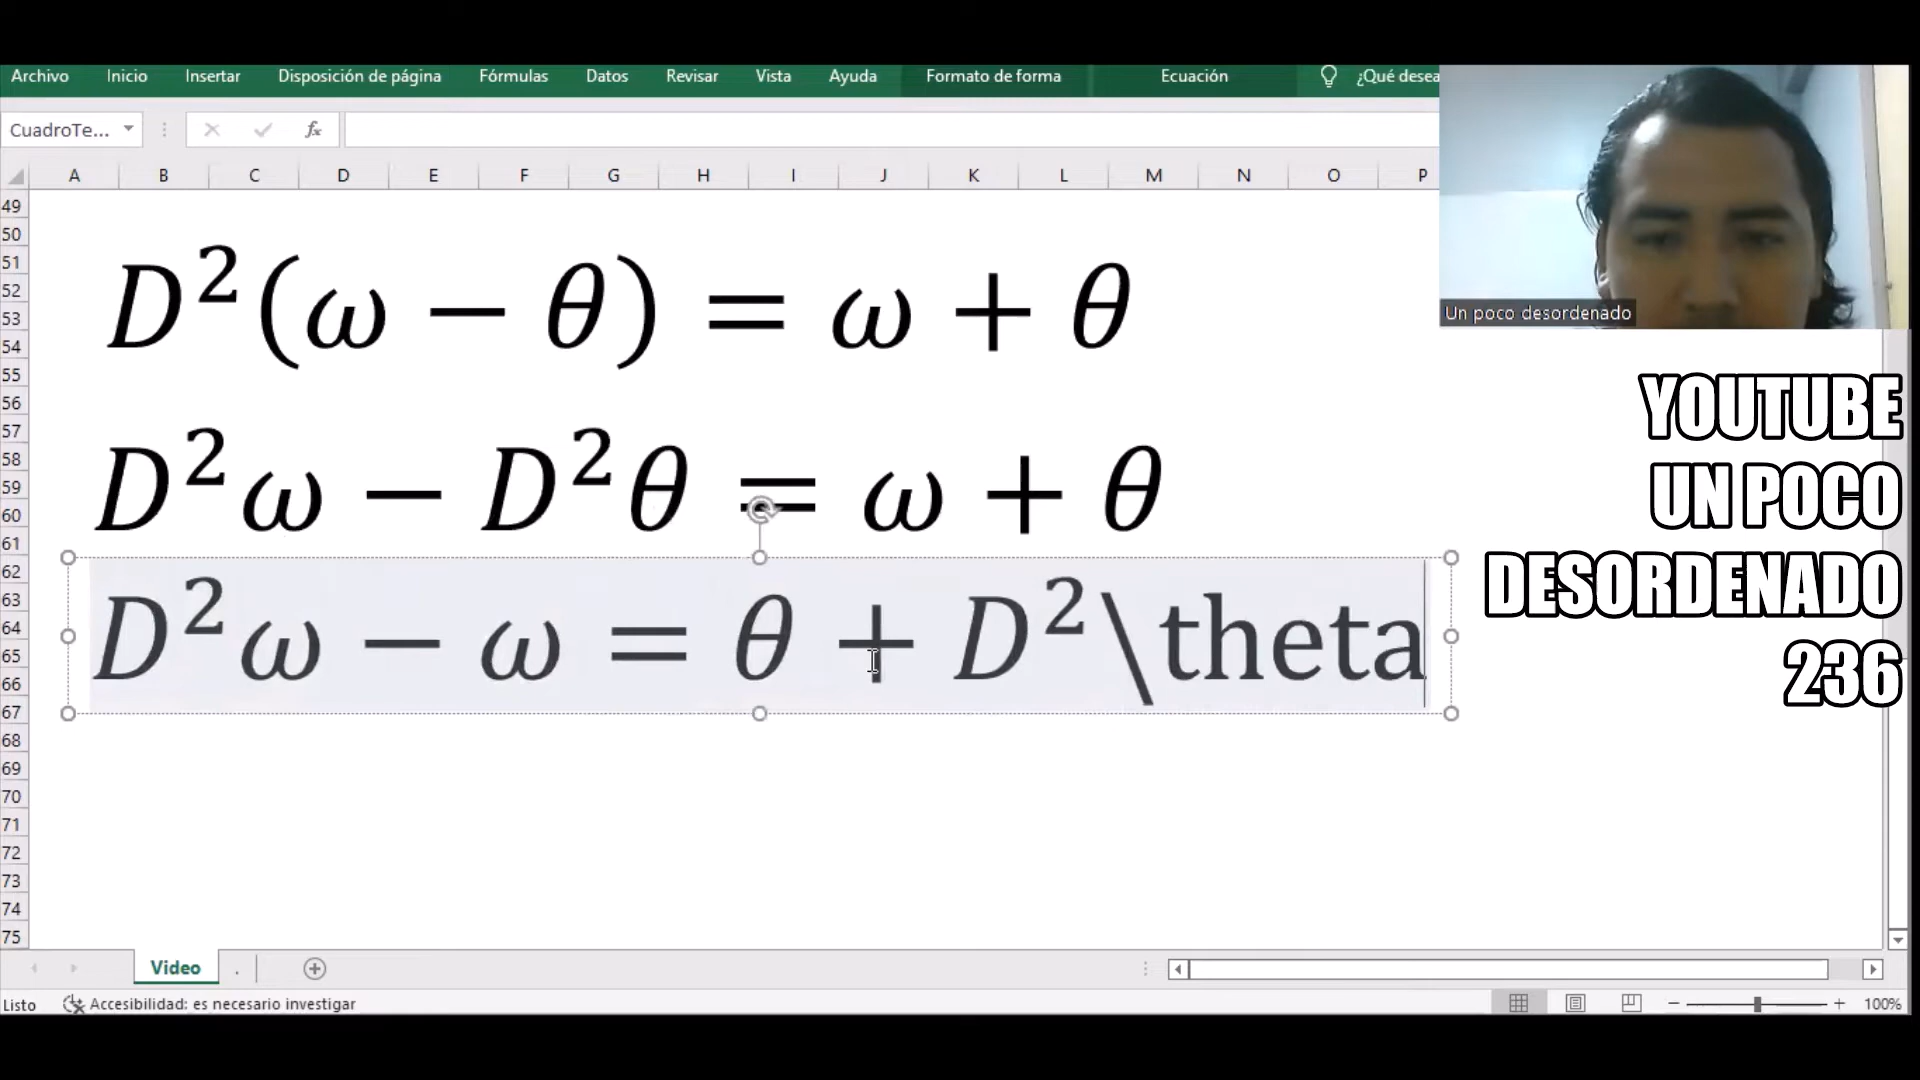 Archivo Inicio Insertar Disposición de página Fórmulas Datos Revisar Vista Ayuda Formato de forma Ecuación ¿Qué desea
CuadroTe... fx
A B C D E F G H I J K L M N O P
49
50
51
52
53
54
55
56
57
58
59
60
61
62
63
64
65
66
67
68
69
70
71
72
73
74
75
D²(ω − θ) = ω + θ
D²ω − D²θ = ω + θ
D²ω − ω = θ + D²\theta
Un poco desordenado
YOUTUBE
UN POCO
DESORDENADO
236
Video .
Listo Accesibilidad: es necesario investigar 100%